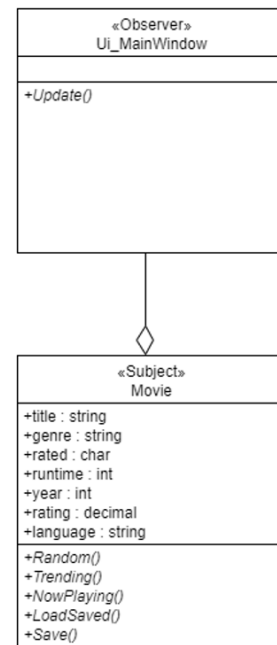 «Observer»
Ui_MainWindow
+Update()
«Subject»
Movie
+title : string
+genre : string
+rated : char
+runtime : int
+year : int
+rating : decimal
+language : string
+Random()
+Trending()
+NowPlaying()
+LoadSaved()
+Save()